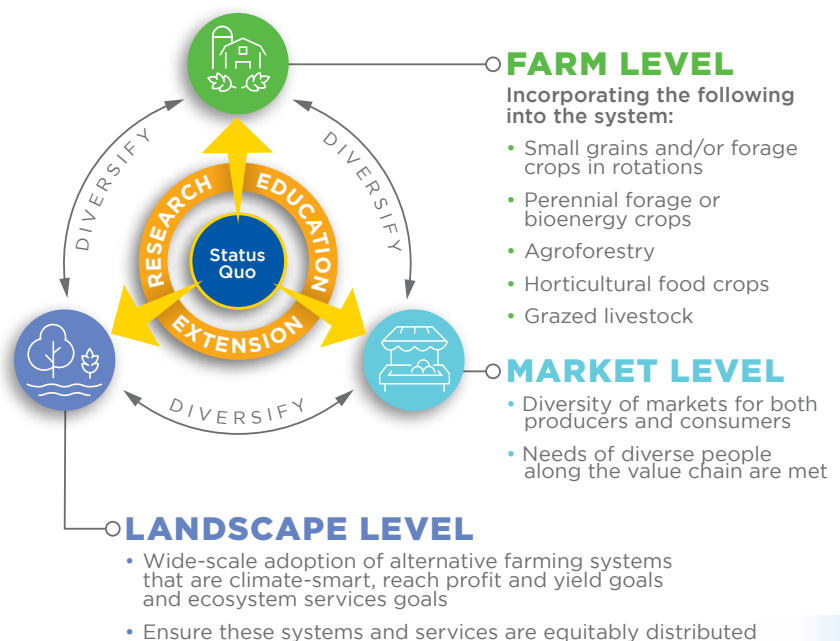 FARM LEVEL
Incorporating the following
into the system:
• Small grains and/or forage
crops in rotations
• Perennial forage or
bioenergy crops
• Agroforestry
• Horticultural food crops
• Grazed livestock
DIVERSIFY
DIVERSIFY
RESEARCH
EDUCATION
EXTENSION
Status
Quo
DIVERSIFY
MARKET LEVEL
• Diversity of markets for both
producers and consumers
• Needs of diverse people
along the value chain are met
LANDSCAPE LEVEL
• Wide-scale adoption of alternative farming systems
that are climate-smart, reach profit and yield goals
and ecosystem services goals
• Ensure these systems and services are equitably distributed